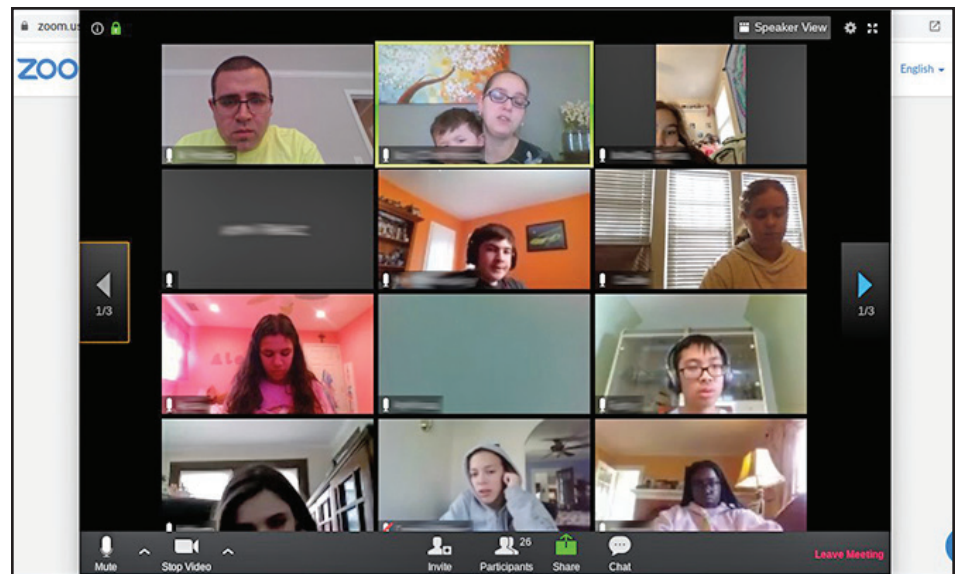 zoom.us
Speaker View
ZOO
English
1/3
1/3
26
Mute
Stop Video
Invite
Participants
Share
Chat
Leave Meeting